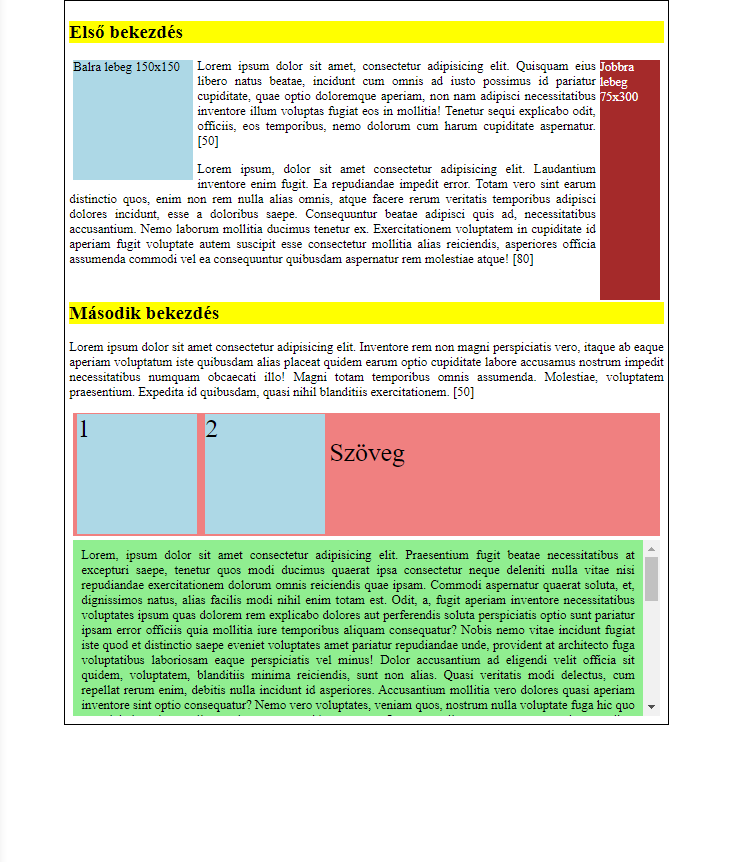 Első bekezdés
Balra lebeg 150x150
Lorem ipsum dolor sit amet, consectetur adipisicing elit. Quisquam eius
libero natus beatae, incidunt cum omnis ad iusto possimus id pariatur
cupiditate, quae optio doloremque aperiam, non nam adipisci necessitatibus
inventore illum voluptas fugiat eos in mollitia! Tenetur sequi explicabo odit,
officiis, eos temporibus, nemo dolorum cum harum cupiditate aspernatur.
[50]
Jobbra
lebeg
75x300
Lorem ipsum, dolor sit amet consectetur adipisicing elit. Laudantium
inventore enim fugit. Ea repudiandae impedit error. Totam vero sint earum
distinctio quos, enim non rem nulla alias omnis, atque facere rerum veritatis temporibus adipisci
dolores incidunt, esse a doloribus saepe. Consequuntur beatae adipisci quis ad, necessitatibus
accusantium. Nemo laborum mollitia ducimus tenetur ex. Exercitationem voluptatem in cupiditate id
aperiam fugit voluptate autem suscipit esse consectetur mollitia alias reiciendis, asperiores officia
assumenda commodi vel ea consequuntur quibusdam aspernatur rem molestiae atque! [80]
Második bekezdés
Lorem ipsum dolor sit amet consectetur adipisicing elit. Inventore rem non magni perspiciatis vero, itaque ab eaque
aperiam voluptatum iste quibusdam alias placeat quidem earum optio cupiditate labore accusamus nostrum impedit
necessitatibus numquam obcaecati illo! Magni totam temporibus omnis assumenda. Molestiae, voluptatem
praesentium. Expedita id quibusdam, quasi nihil blanditiis exercitationem. [50]
1
2
Szöveg
Lorem, ipsum dolor sit amet consectetur adipisicing elit. Praesentium fugit beatae necessitatibus at
excepturi saepe, tenetur quos modi ducimus quaerat ipsa consectetur neque deleniti nulla vitae nisi
repudiandae exercitationem dolorum omnis reiciendis quae ipsam. Commodi aspernatur quaerat soluta, et,
dignissimos natus, alias facilis modi nihil enim totam est. Odit, a, fugit aperiam inventore necessitatibus
voluptates ipsum quas dolorem rem explicabo dolores aut perferendis soluta perspiciatis optio sunt pariatur
ipsam error officiis quia mollitia iure temporibus aliquam consequatur? Nobis nemo vitae incidunt fugiat
iste quod et distinctio saepe eveniet voluptates amet pariatur repudiandae unde, provident at architecto fuga
voluptatibus laboriosam eaque perspiciatis vel minus! Dolor accusantium ad eligendi velit officia sit
quidem, voluptatem, blanditiis minima reiciendis, sunt non alias. Quasi veritatis modi delectus, cum
repellat rerum enim, debitis nulla incidunt id asperiores. Accusantium mollitia vero dolores quasi aperiam
inventore sint optio consequatur? Nemo vero voluptates, veniam quos, nostrum nulla voluptate fuga hic quo